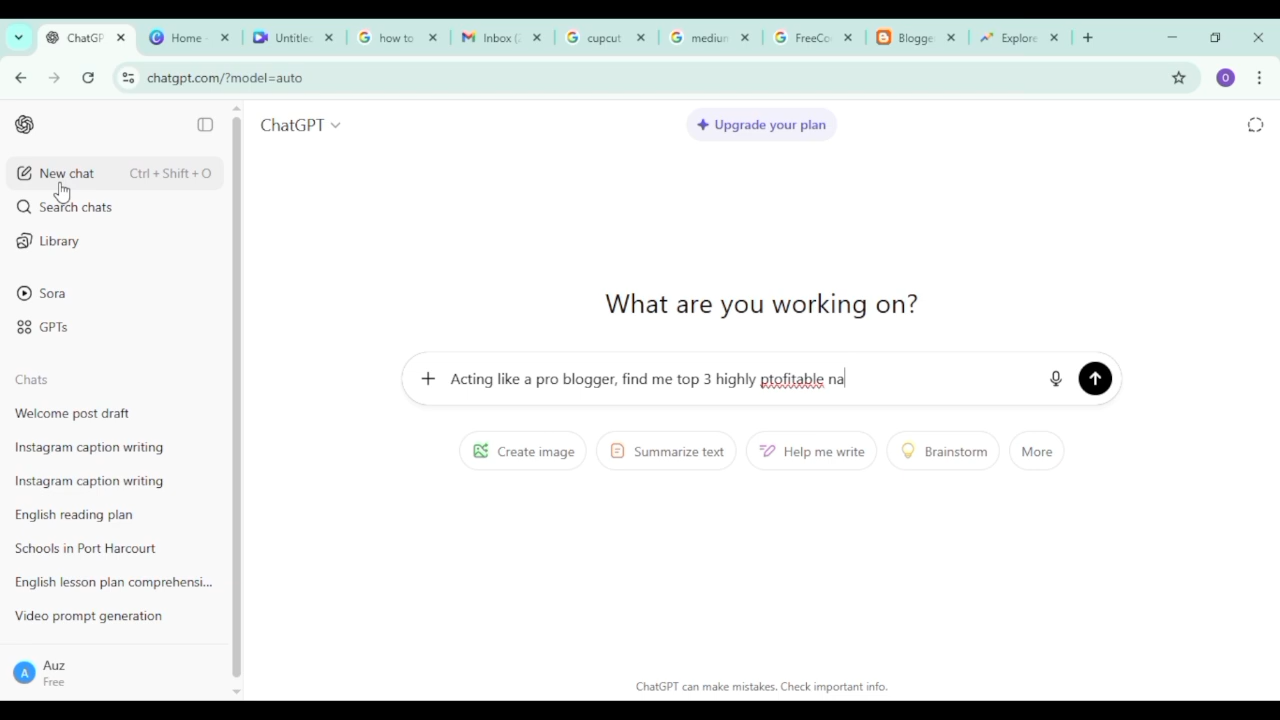 ChatGP
Home
Untitled
how to
Inbox (
cupcut
medium
FreeCo
Blogge
Explore
chatgpt.com/?model=auto
O
ChatGPT
Upgrade your plan
New chat
Ctrl + Shift + O
Search chats
Library
Sora
GPTs
Chats
Welcome post draft
Instagram caption writing
Instagram caption writing
English reading plan
Schools in Port Harcourt
English lesson plan comprehensi...
Video prompt generation
A
Auz
Free
What are you working on?
Acting like a pro blogger, find me top 3 highly ptofitable na
Create image
Summarize text
Help me write
Brainstorm
More
ChatGPT can make mistakes. Check important info.